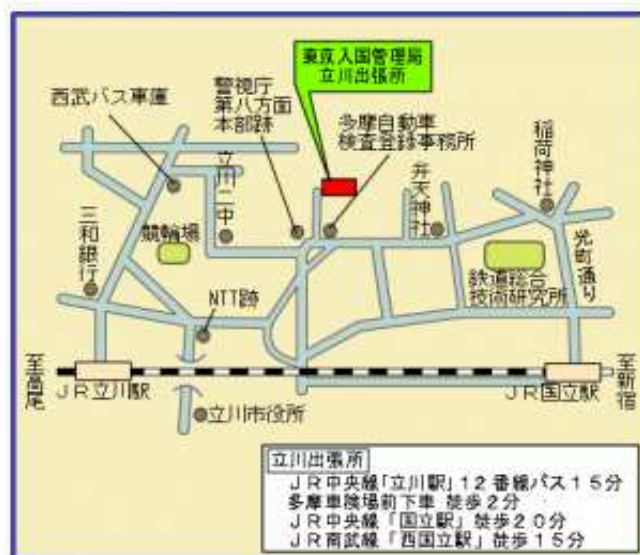 東京入国管理局
立川出張所
警視庁
第八方面
本部跡
西武バス車庫
多摩自動車
検査登録事務所
稲荷神社
立川二中
弁天神社
三和銀行
競輪場
光町通り
鉄道総合
技術研究所
NTT跡
至高尾
至新宿
JR立川駅
JR国立駅
立川市役所
立川出張所
JR中央線「立川駅」12番線バス15分
多摩車検場前下車 徒歩2分
JR中央線「国立駅」徒歩20分
JR南武線「西国立駅」徒歩15分